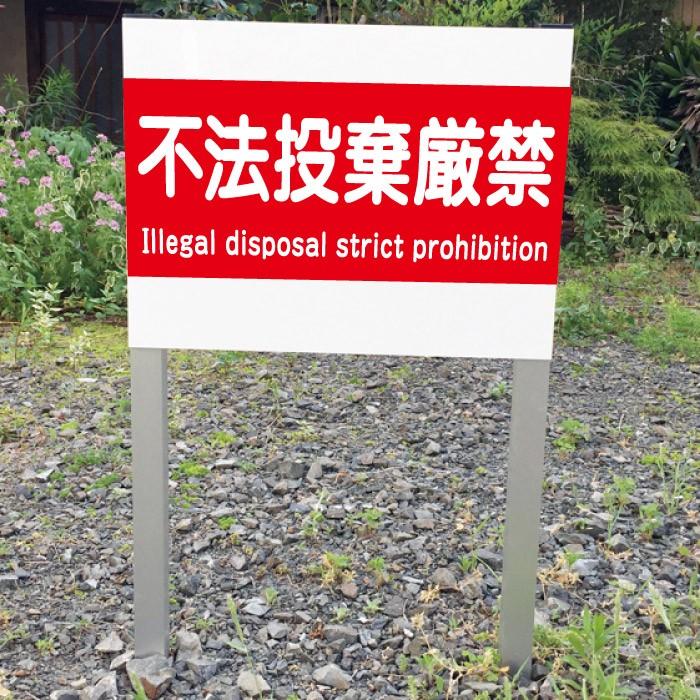 不法投棄厳禁
Illegal disposal strict prohibition